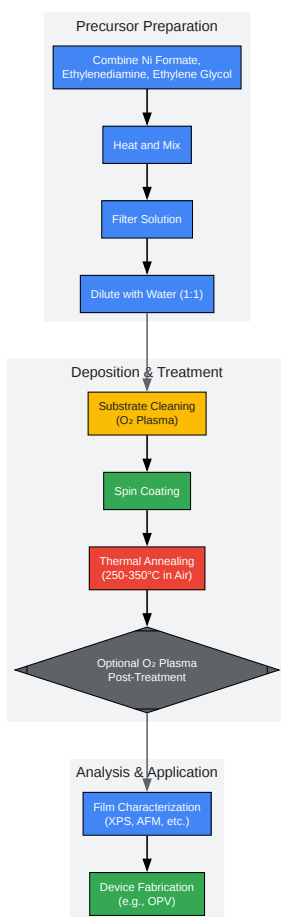 Precursor Preparation
Combine Ni Formate,
Ethylenediamine, Ethylene Glycol
Heat and Mix
Filter Solution
Dilute with Water (1:1)
Deposition & Treatment
Substrate Cleaning
(O₂ Plasma)
Spin Coating
Thermal Annealing
(250-350°C in Air)
Optional O₂ Plasma
Post-Treatment
Analysis & Application
Film Characterization
(XPS, AFM, etc.)
Device Fabrication
(e.g., OPV)